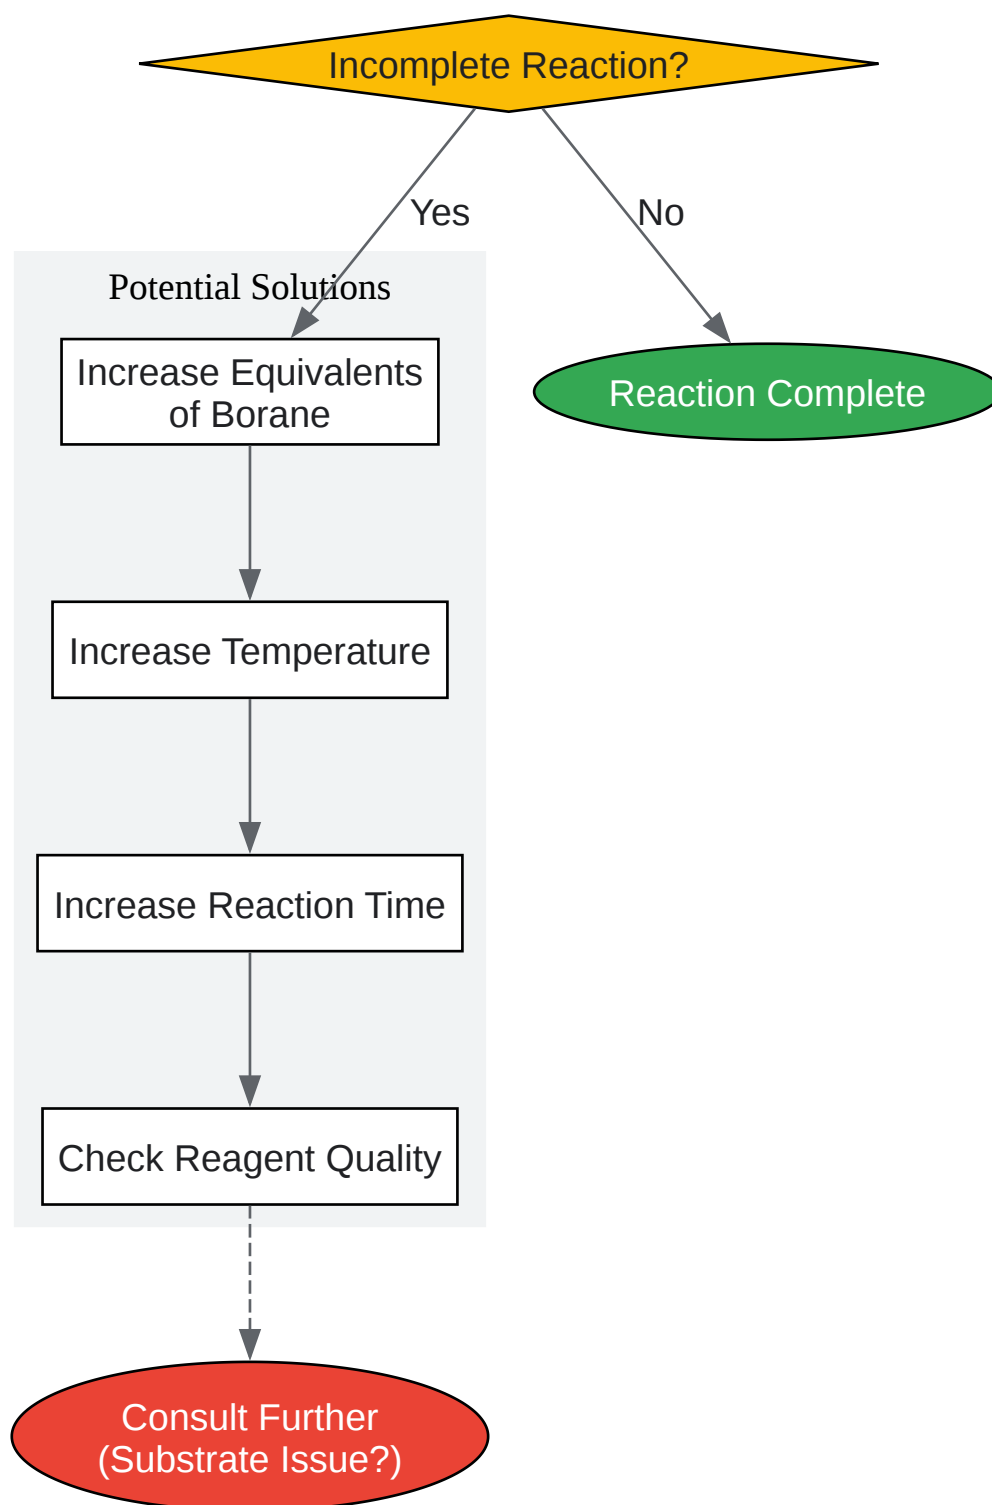 Incomplete Reaction?
Yes
No
Potential Solutions
Increase Equivalents
of Borane
Reaction Complete
Increase Temperature
Increase Reaction Time
Check Reagent Quality
Consult Further
(Substrate Issue?)